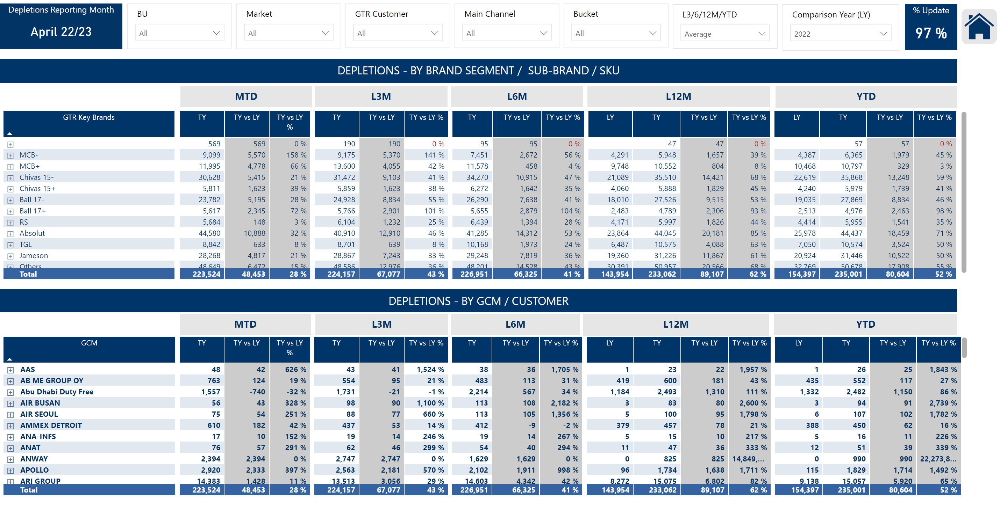 Depletions Reporting Month
April 22/23
BU
All
Market
All
GTR Customer
All
Main Channel
All
Bucket
All
L3/6/12M/YTD
Average
Comparison Year (LY)
2022
% Update
97 %
DEPLETIONS - BY BRAND SEGMENT / SUB-BRAND / SKU
MTD L3M L6M L12M YTD
GTR Key Brands TY TY vs LY TY vs LY % TY TY vs LY TY vs LY % TY TY vs LY TY vs LY % LY TY TY vs LY TY vs LY % LY TY TY vs LY TY vs LY %
569 569 0 % 190 190 0 % 95 95 0 % 47 47 0 % 57 57 0 %
MCB- 9,099 5,570 158 % 9,175 5,370 141 % 7,451 2,672 56 % 4,291 5,948 1,657 39 % 4,387 6,365 1,979 45 %
MCB+ 11,995 4,778 66 % 13,600 4,055 42 % 11,578 458 4 % 9,748 10,552 804 8 % 10,468 10,797 329 3 %
Chivas 15- 30,628 5,415 21 % 31,472 9,103 41 % 34,270 10,915 47 % 21,089 35,510 14,421 68 % 22,619 35,868 13,248 59 %
Chivas 15+ 5,811 1,623 39 % 5,859 1,623 38 % 6,272 1,642 35 % 4,060 5,888 1,829 45 % 4,240 5,979 1,739 41 %
Ball 17- 23,782 5,195 28 % 24,928 8,834 55 % 26,290 7,638 41 % 18,010 27,526 9,515 53 % 19,035 27,869 8,834 46 %
Ball 17+ 5,617 2,345 72 % 5,766 2,901 101 % 5,655 2,879 104 % 2,483 4,789 2,306 93 % 2,513 4,976 2,463 98 %
RS 5,684 148 3 % 6,104 1,232 25 % 6,439 1,394 28 % 4,171 5,997 1,826 44 % 4,414 5,955 1,541 35 %
Absolut 44,580 10,888 32 % 40,910 12,910 46 % 41,285 14,312 53 % 23,864 44,045 20,181 85 % 25,978 44,437 18,459 71 %
TGL 8,842 633 8 % 8,701 639 8 % 10,168 1,973 24 % 6,487 10,575 4,088 63 % 7,050 10,574 3,524 50 %
Jameson 28,268 4,817 21 % 28,867 7,243 33 % 29,248 7,819 36 % 19,360 31,226 11,867 61 % 20,924 31,446 10,522 50 %
Others 48,649 6,472 15 % 48,586 12,976 36 % 48,201 14,528 43 % 30,391 50,957 20,566 68 % 32,769 50,678 17,908 55 %
Total 223,524 48,453 28 % 224,157 67,077 43 % 226,951 66,325 41 % 143,954 233,062 89,107 62 % 154,397 235,001 80,604 52 %
DEPLETIONS - BY GCM / CUSTOMER
MTD L3M L6M L12M YTD
GCM TY TY vs LY TY vs LY % TY TY vs LY TY vs LY % TY TY vs LY TY vs LY % LY TY TY vs LY TY vs LY % LY TY TY vs LY TY vs LY %
AAS 48 42 626 % 43 41 1,524 % 38 36 1,705 % 1 23 22 1,957 % 1 26 25 1,843 %
AB ME GROUP OY 763 124 19 % 554 95 21 % 483 113 31 % 419 600 181 43 % 435 552 117 27 %
Abu Dhabi Duty Free 1,557 -740 -32 % 1,731 -21 -1 % 2,214 567 34 % 1,184 2,493 1,310 111 % 1,332 2,482 1,150 86 %
AIR BUSAN 56 43 328 % 98 90 1,100 % 113 108 2,182 % 3 83 80 2,600 % 3 94 91 2,739 %
AIR SEOUL 75 54 251 % 88 77 660 % 113 105 1,356 % 5 100 95 1,798 % 6 107 102 1,782 %
AMMEX DETROIT 610 182 42 % 437 53 14 % 412 -9 -2 % 379 457 78 21 % 388 450 62 16 %
ANA-INFS 17 10 152 % 19 14 246 % 19 14 267 % 5 15 10 217 % 5 16 11 226 %
ANAT 76 57 291 % 62 46 299 % 54 40 294 % 11 47 36 333 % 12 51 39 339 %
ANWAY 2,394 2,394 0 % 2,747 2,747 0 % 1,629 1,629 0 % 0 825 825 14,849,... 0 990 990 22,273,8...
APOLLO 2,920 2,333 397 % 2,563 2,181 570 % 2,102 1,911 998 % 96 1,734 1,638 1,711 % 115 1,829 1,714 1,492 %
ARI GROUP 14,383 1,428 11 % 13,513 3,056 29 % 14,603 4,342 42 % 8,272 15,075 6,802 82 % 9,138 15,057 5,920 65 %
Total 223,524 48,453 28 % 224,157 67,077 43 % 226,951 66,325 41 % 143,954 233,062 89,107 62 % 154,397 235,001 80,604 52 %